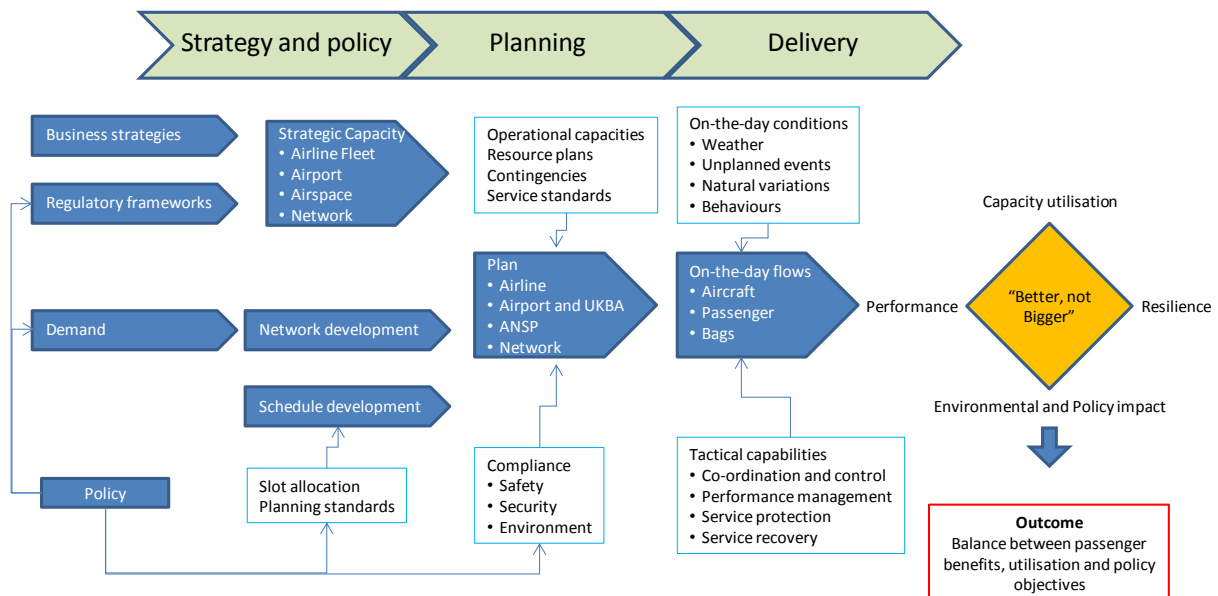 Strategy and policy
Planning
Delivery
Business strategies
Regulatory frameworks
Demand
Policy
Strategic Capacity
• Airline Fleet
• Airport
• Airspace
• Network
Network development
Schedule development
Slot allocation
Planning standards
Operational capacities
Resource plans
Contingencies
Service standards
Plan
• Airline
• Airport and UKBA
• ANSP
• Network
Compliance
• Safety
• Security
• Environment
On-the-day conditions
• Weather
• Unplanned events
• Natural variations
• Behaviours
On-the-day flows
• Aircraft
• Passenger
• Bags
Tactical capabilities
• Co-ordination and control
• Performance management
• Service protection
• Service recovery
Capacity utilisation
Performance
“Better, not
Bigger”
Resilience
Environmental and Policy impact
Outcome
Balance between passenger
benefits, utilisation and policy
objectives